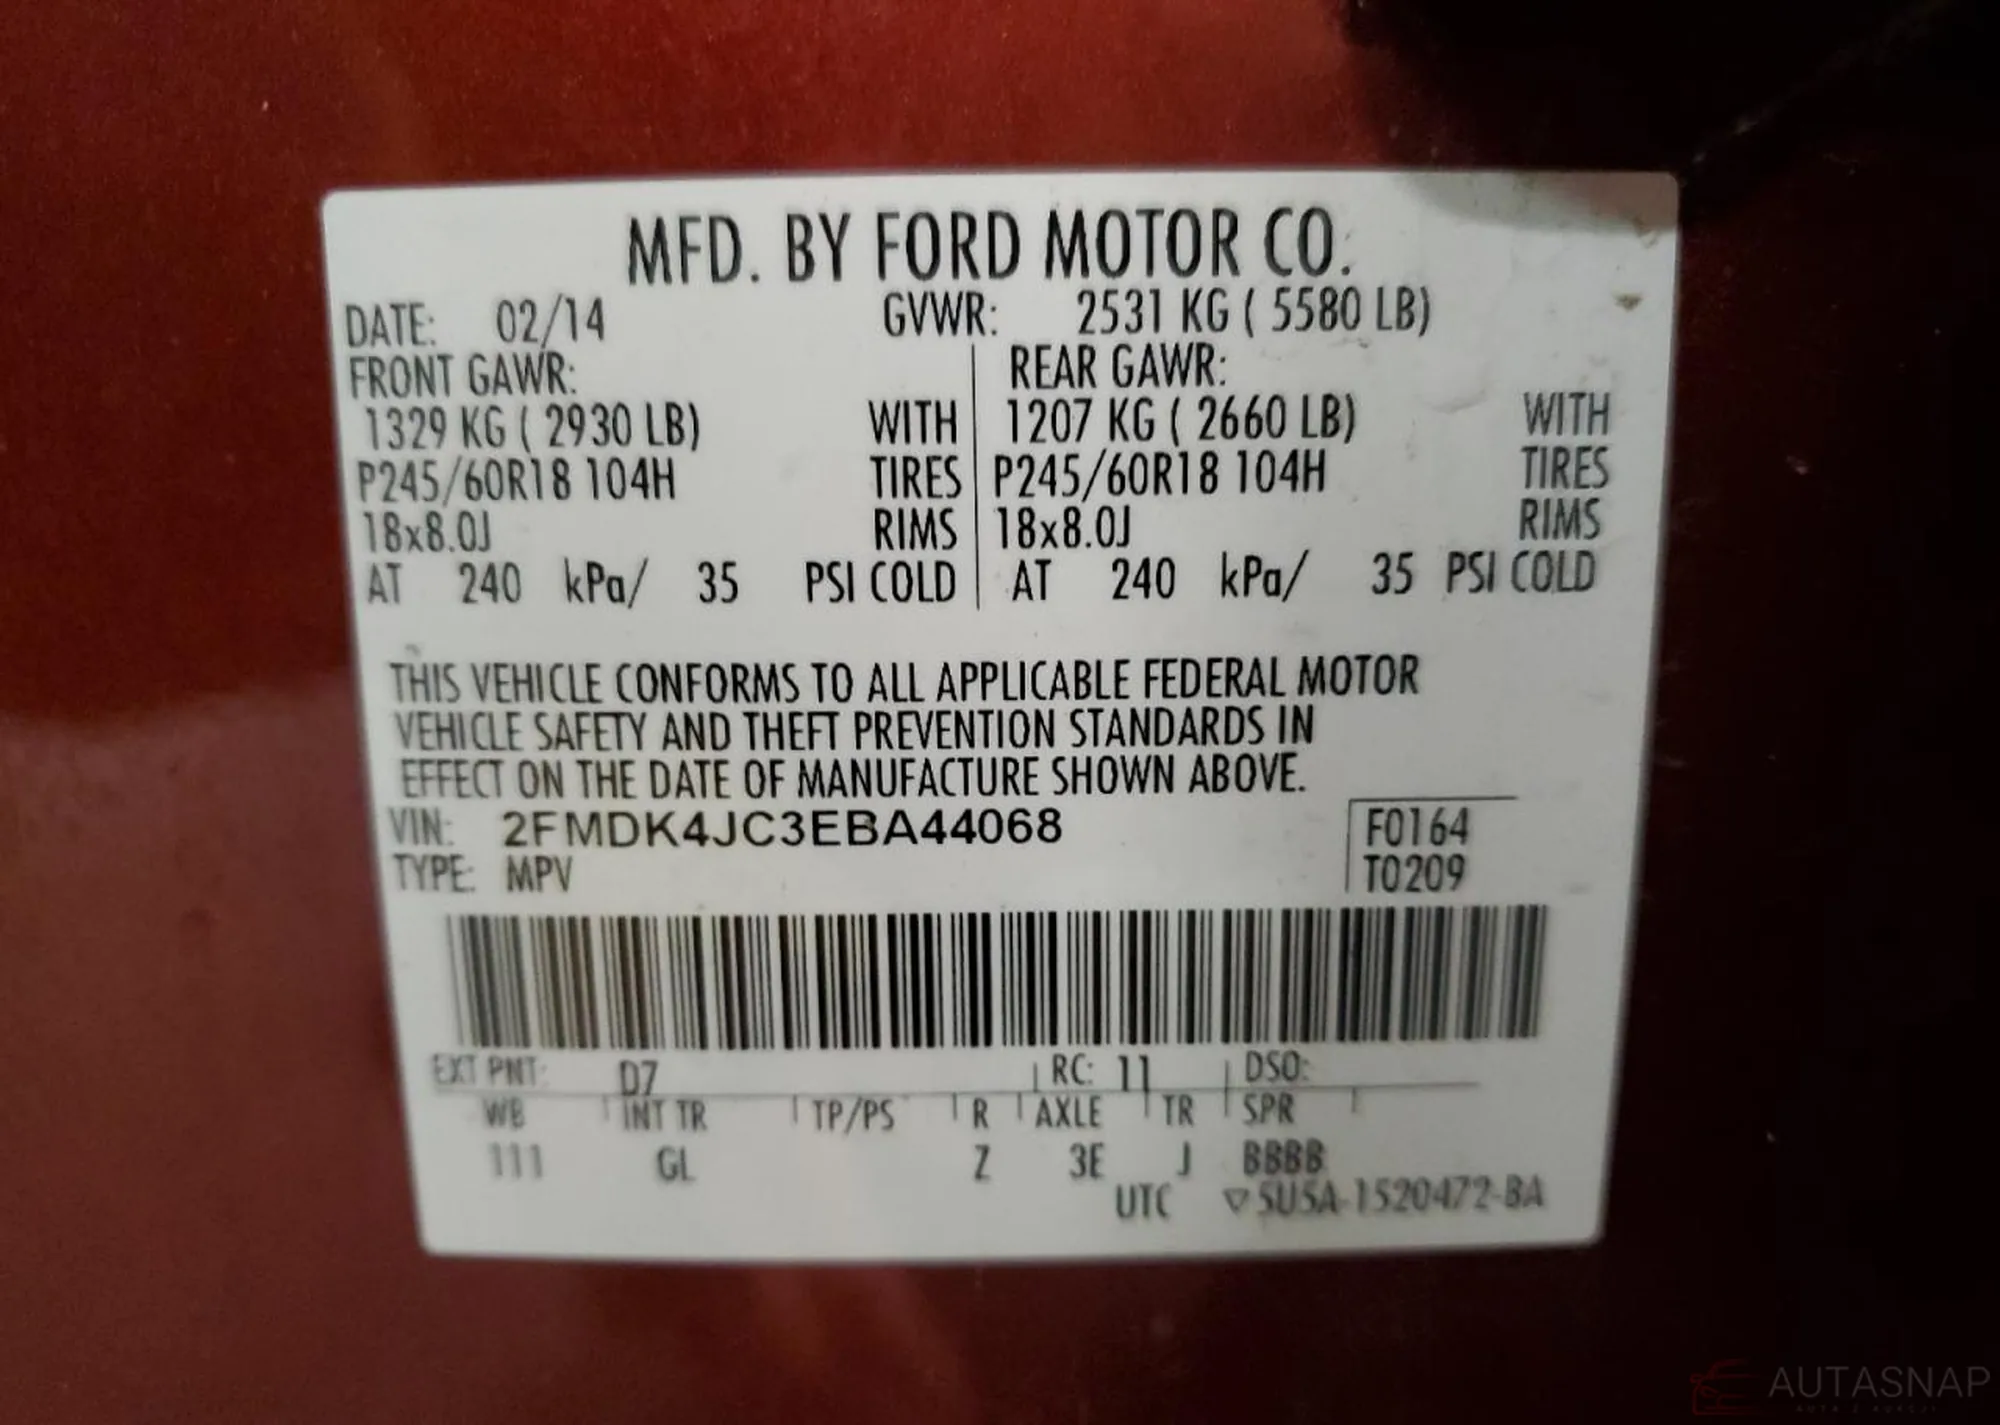 MFD. BY FORD MOTOR CO.
DATE: 02/14 GVWR: 2531 KG ( 5580 LB)
FRONT GAWR: REAR GAWR:
1329 KG ( 2930 LB) WITH 1207 KG ( 2660 LB) WITH
P245/60R18 104H TIRES P245/60R18 104H TIRES
18x8.0J RIMS 18x8.0J RIMS
AT 240 kPa/ 35 PSI COLD AT 240 kPa/ 35 PSI COLD
THIS VEHICLE CONFORMS TO ALL APPLICABLE FEDERAL MOTOR
VEHICLE SAFETY AND THEFT PREVENTION STANDARDS IN
EFFECT ON THE DATE OF MANUFACTURE SHOWN ABOVE.
VIN: 2FMDK4JC3EBA44068 F0164
TYPE: MPV T0209
EXT PNT: D7 RC: 11 DSO:
WB INT TR TP/PS R AXLE TR SPR
111 GL Z 3E J BBBB
UTC ▽5U5A-1520472-BA
AUTASNAP